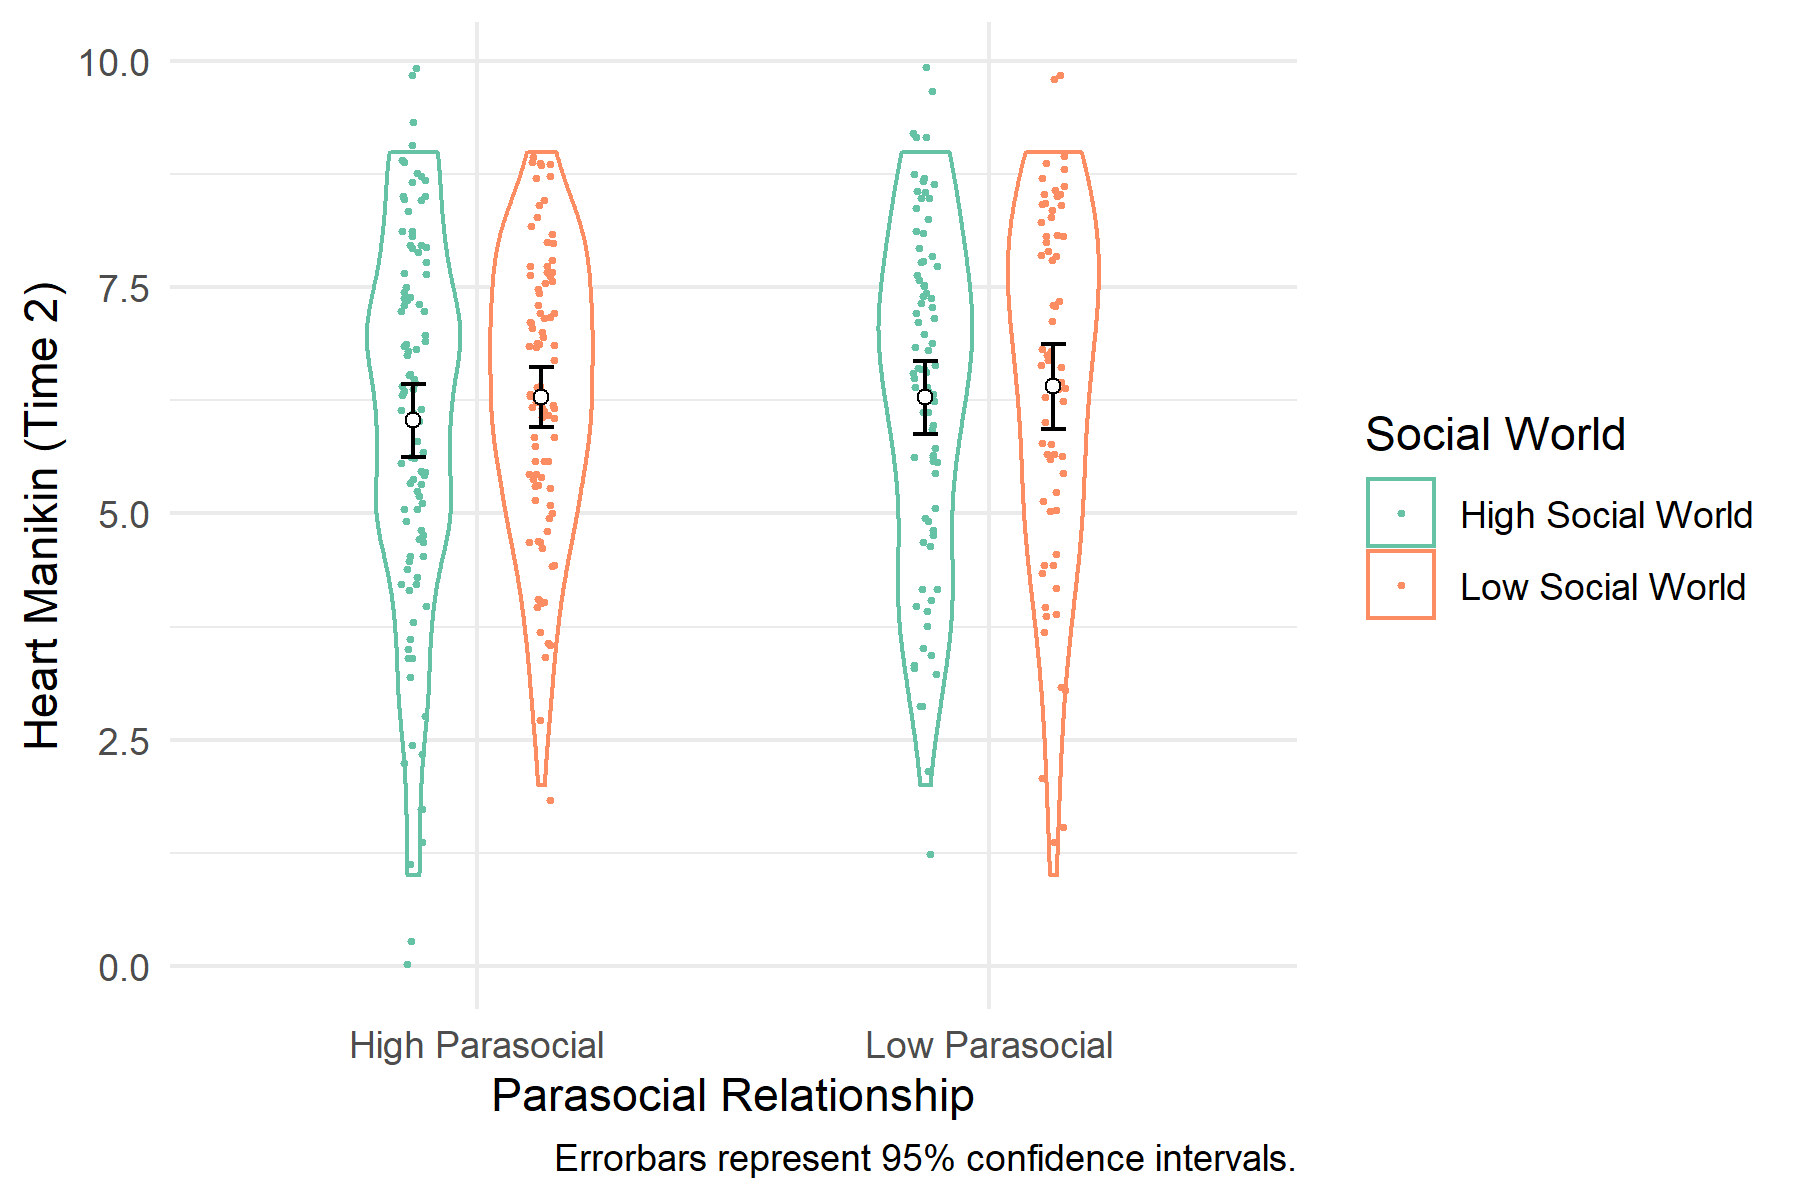 10.0
7.5
5.0
2.5
0.0
Heart Manikin (Time 2)
High Parasocial
Low Parasocial
Parasocial Relationship
Errorbars represent 95% confidence intervals.
Social World
High Social World
Low Social World